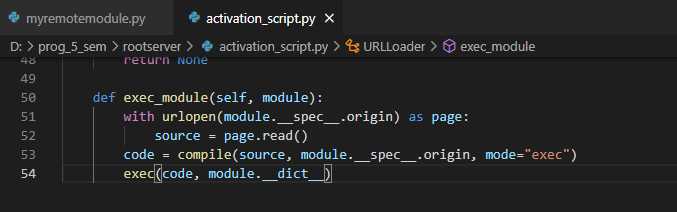 myremotemodule.py
activation_script.py ×
D: > prog_5_sem > rootserver > activation_script.py > URLLoader > exec_module
48 return None
49
50 def exec_module(self, module):
51 with urlopen(module.__spec__.origin) as page:
52 source = page.read()
53 code = compile(source, module.__spec__.origin, mode="exec")
54 exec(code, module.__dict__)